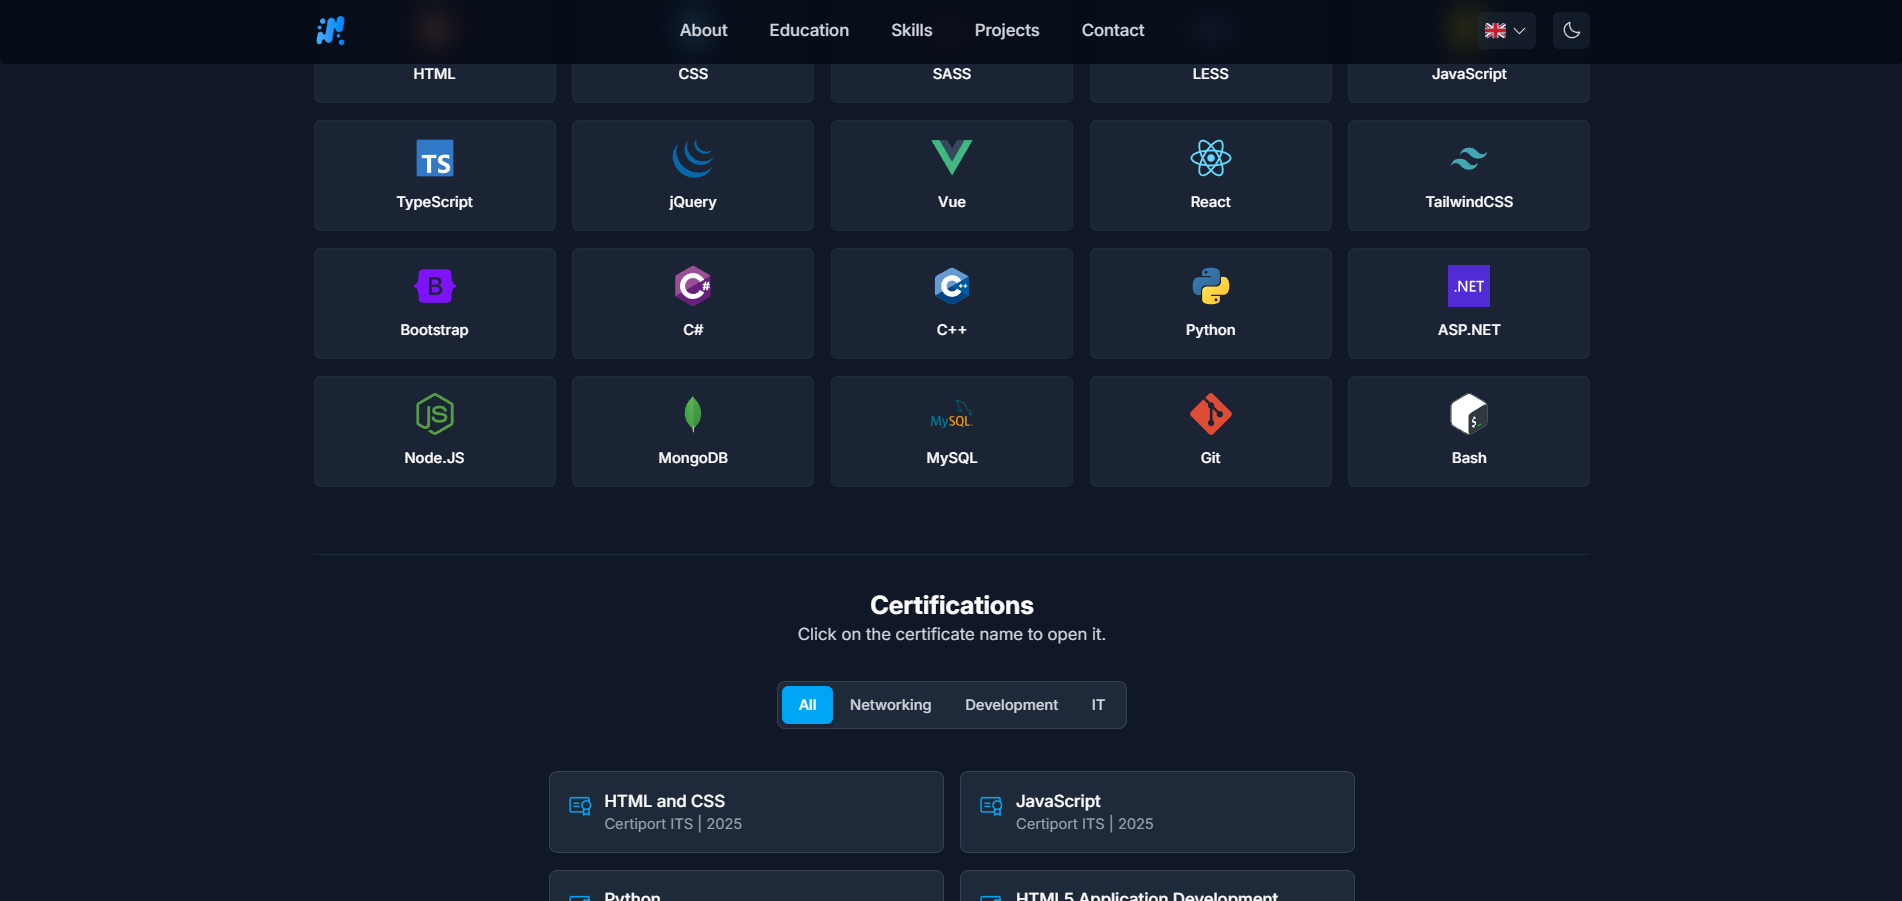 About Education Skills Projects Contact
HTML CSS SASS LESS JavaScript
TS
TypeScript jQuery Vue React TailwindCSS
B C# C++ .NET
Bootstrap C# C++ Python ASP.NET
JS MySQL $_
Node.JS MongoDB MySQL Git Bash
Certifications
Click on the certificate name to open it.
All Networking Development IT
HTML and CSS
Certiport ITS | 2025
JavaScript
Certiport ITS | 2025
Python
HTML5 Application Development